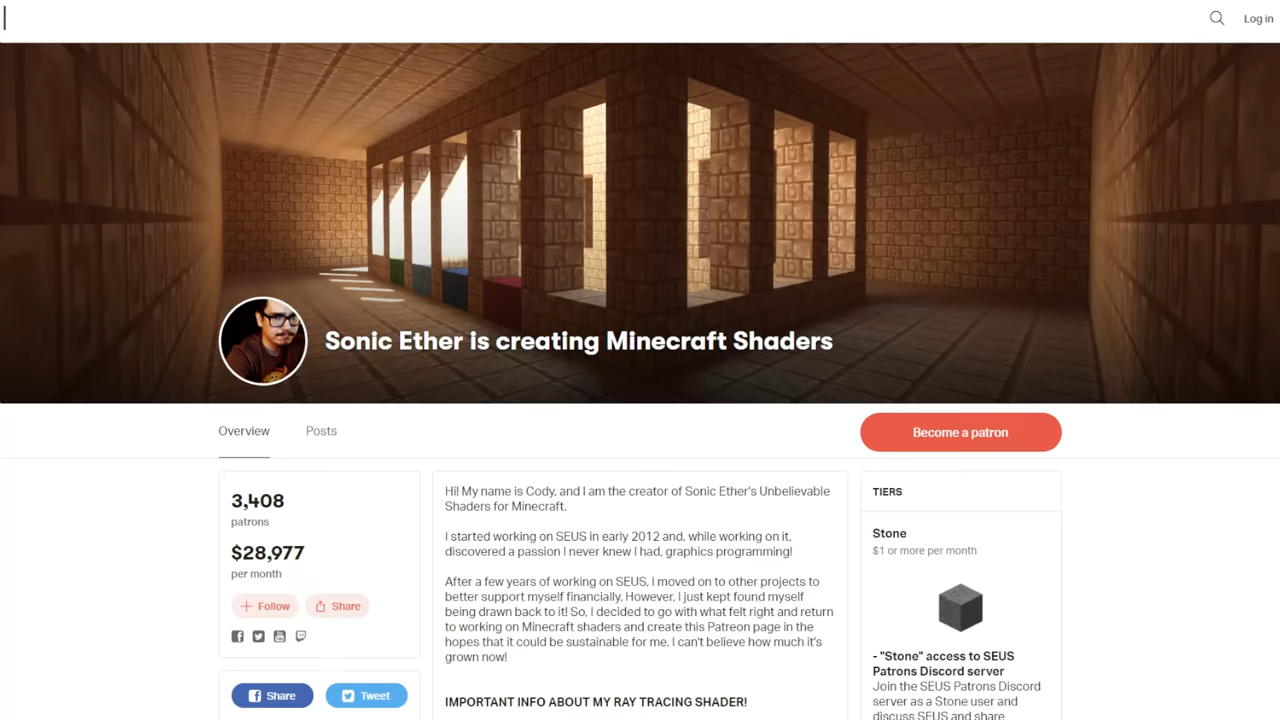 Log in
Sonic Ether is creating Minecraft Shaders
Overview
Posts
Become a patron
3,408
patrons
$28,977
per month
Follow
Share
Share
Tweet
Hi! My name is Cody, and I am the creator of Sonic Ether's Unbelievable
Shaders for Minecraft.
I started working on SEUS in early 2012 and, while working on it,
discovered a passion I never knew I had, graphics programming!
After a few years of working on SEUS, I moved on to other projects to
better support myself financially. However, I just kept found myself
being drawn back to it! So, I decided to go with what felt right and return
to working on Minecraft shaders and create this Patreon page in the
hopes that it could be sustainable for me. I can't believe how much it's
grown now!
IMPORTANT INFO ABOUT MY RAY TRACING SHADER!
TIERS
Stone
$1 or more per month
- "Stone" access to SEUS
Patrons Discord server
Join the SEUS Patrons Discord
server as a Stone user and
discuss SEUS and share